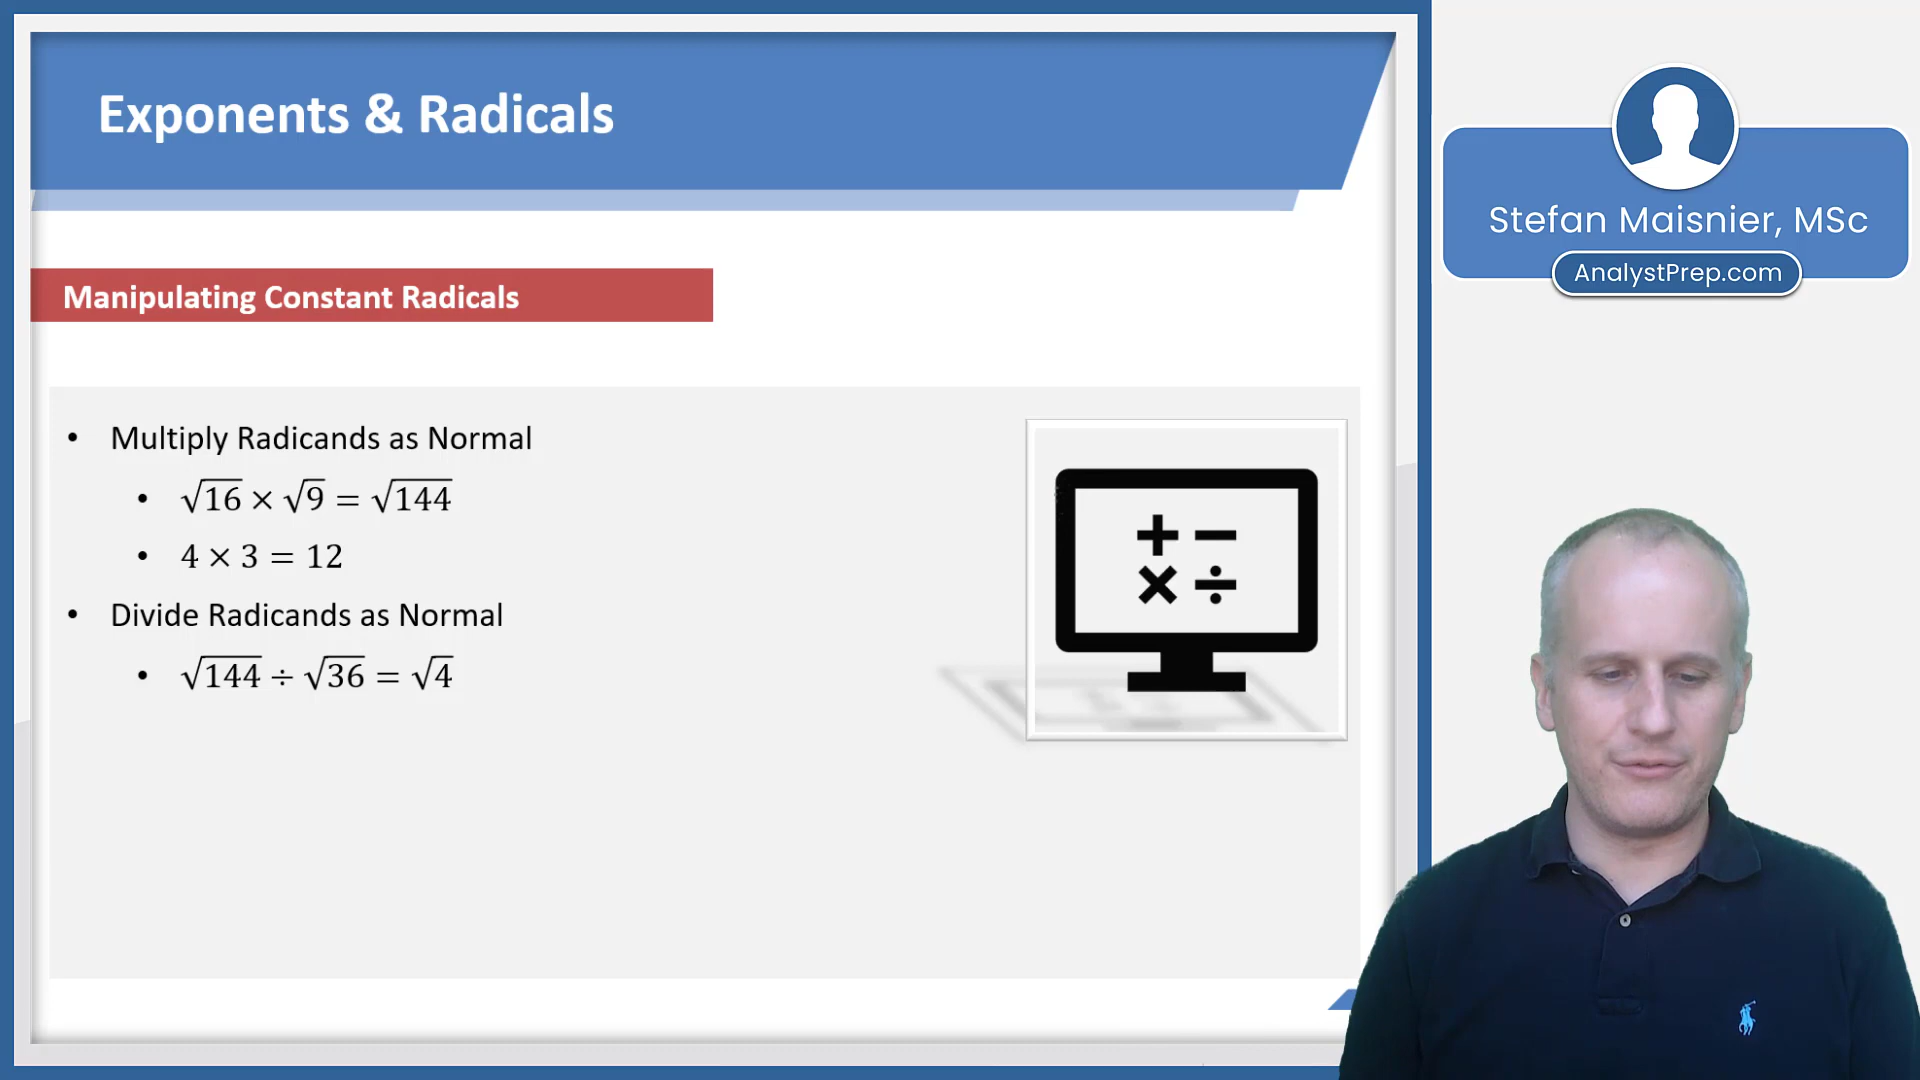 Exponents & Radicals
Stefan Maisnier, MSc
AnalystPrep.com
Manipulating Constant Radicals
• Multiply Radicands as Normal
• √16 × √9 = √144
• 4 × 3 = 12
• Divide Radicands as Normal
• √144 ÷ √36 = √4
+ −
× ÷